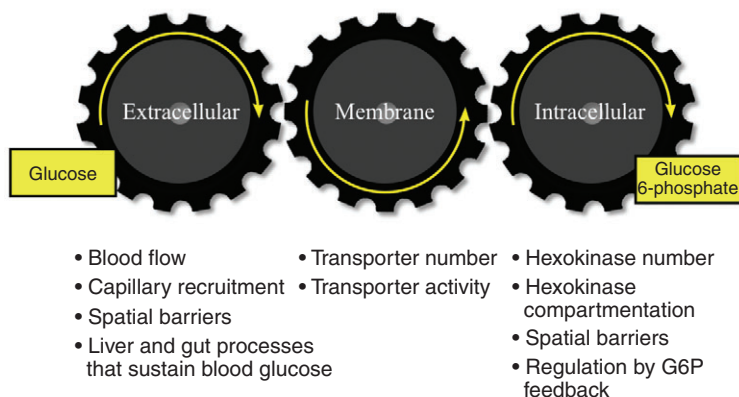 Extracellular
Membrane
Intracellular
Glucose
Glucose
6-phosphate
• Blood flow
• Capillary recruitment
• Spatial barriers
• Liver and gut processes
that sustain blood glucose
• Transporter number
• Transporter activity
• Hexokinase number
• Hexokinase
compartmentation
• Spatial barriers
• Regulation by G6P
feedback